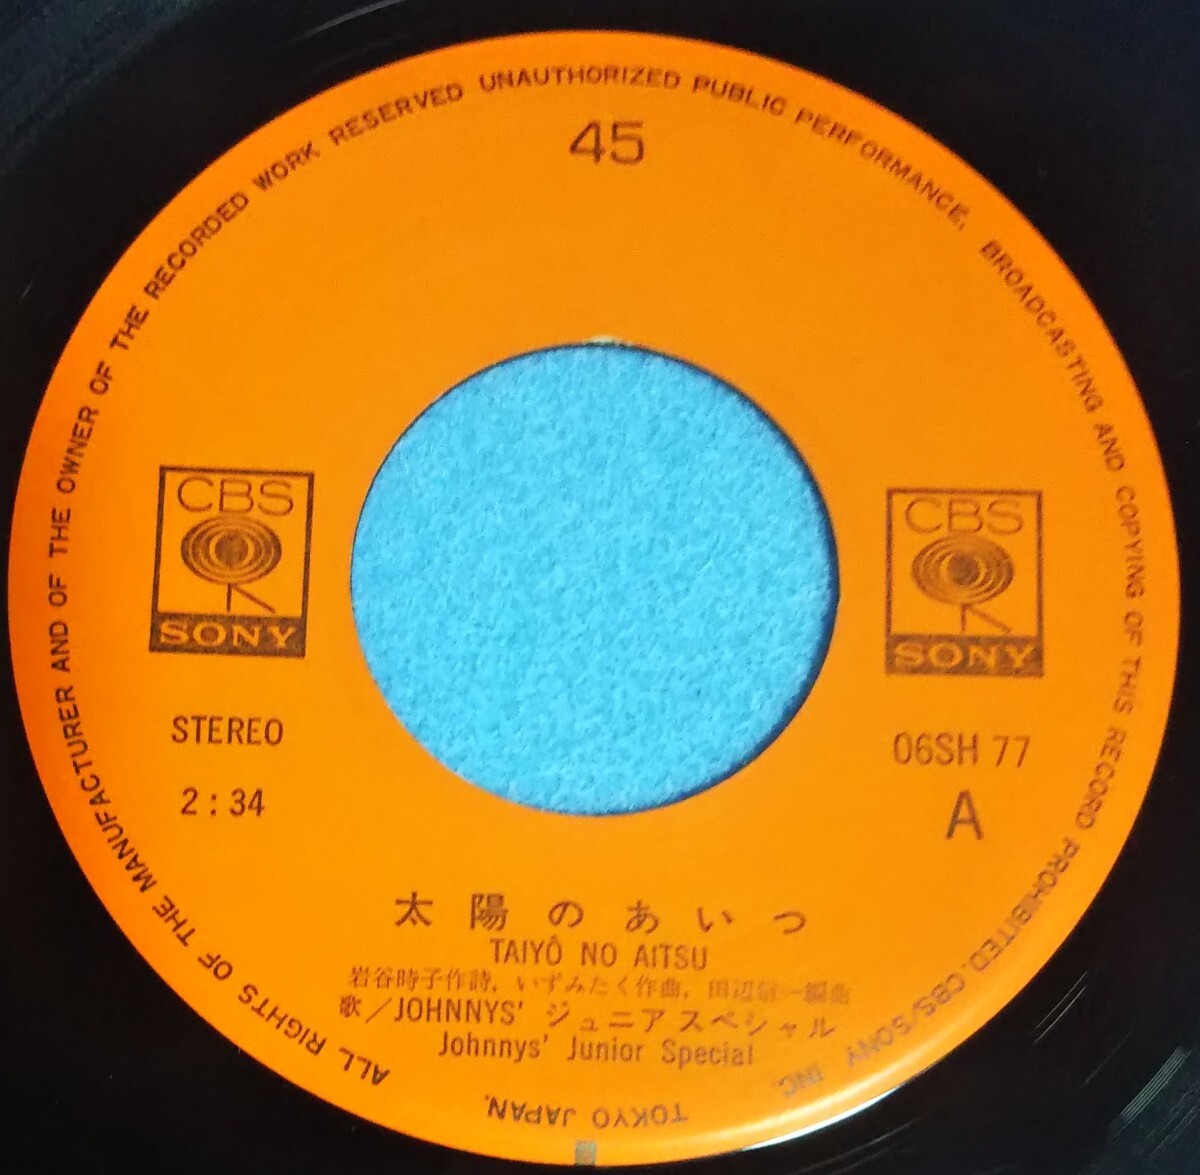 45
CBS
SONY
CBS
SONY
STEREO
2:34
06SH 77
A
太陽のあいつ
TAIYÔ NO AITSU
岩谷時子作詩，いずみたく作曲，田辺信一編曲
歌／JOHNNYS' ジュニアスペシャル
Johnnys' Junior Special
ALL RIGHTS OF THE MANUFACTURER AND OF THE OWNER OF THE RECORDED WORK RESERVED UNAUTHORIZED PUBLIC PERFORMANCE, BROADCASTING AND COPYING OF THIS RECORD PROHIBITED. CBS/SONY INC. TOKYO JAPAN.